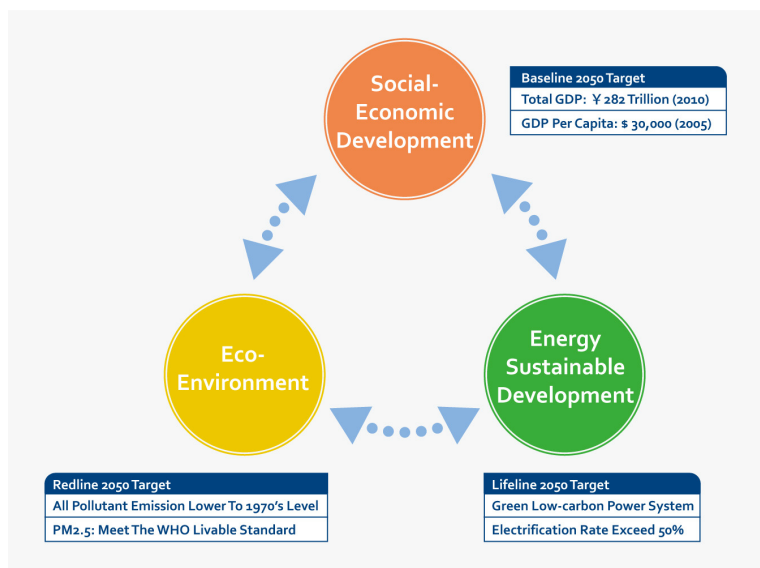 Social-
Economic
Development
Baseline 2050 Target
Total GDP: ¥ 282 Trillion (2010)
GDP Per Capita: $ 30,000 (2005)
Eco-
Environment
Energy
Sustainable
Development
Redline 2050 Target
All Pollutant Emission Lower To 1970's Level
PM2.5: Meet The WHO Livable Standard
Lifeline 2050 Target
Green Low-carbon Power System
Electrification Rate Exceed 50%